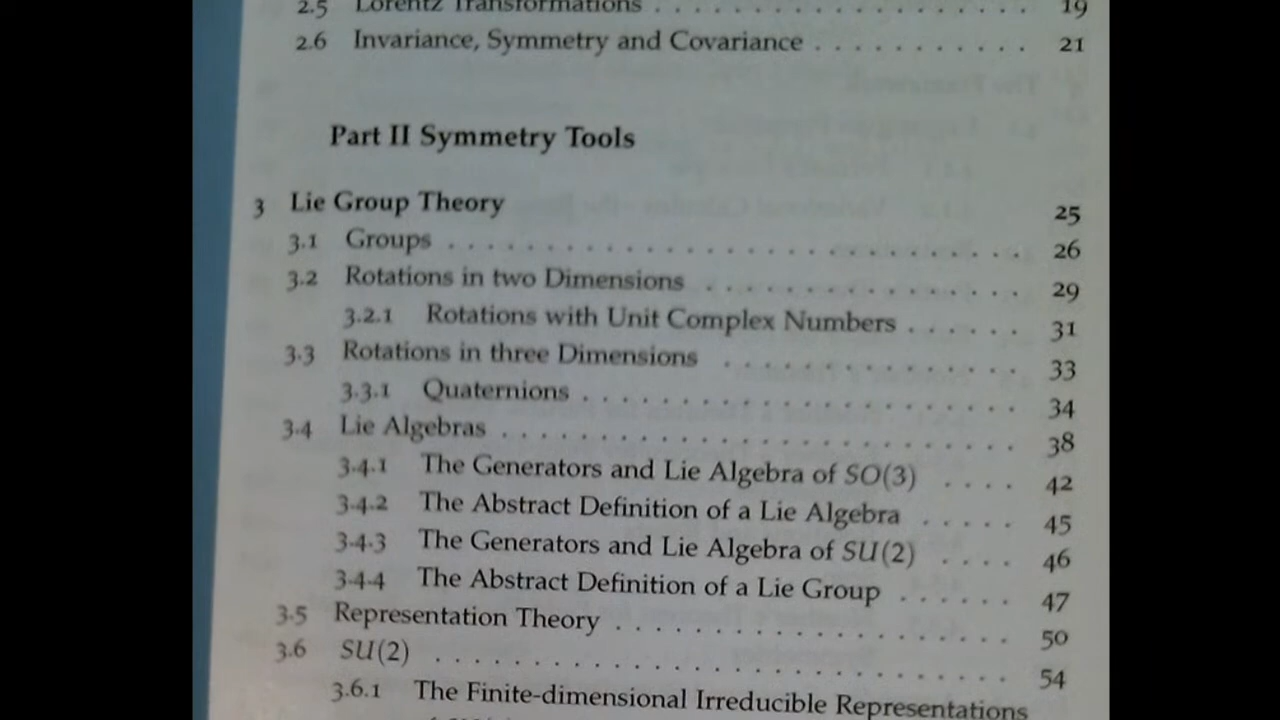 2.5 Lorentz Transformations . . . . . . . . . . . . . . . . . . 19
2.6 Invariance, Symmetry and Covariance . . . . . . . . . . . 21
Part II Symmetry Tools
3 Lie Group Theory 25
3.1 Groups . . . . . . . . . . . . . . . . . . . . . . . . . . 26
3.2 Rotations in two Dimensions . . . . . . . . . . . . . . . 29
3.2.1 Rotations with Unit Complex Numbers . . . . . . 31
3.3 Rotations in three Dimensions . . . . . . . . . . . . . . 33
3.3.1 Quaternions . . . . . . . . . . . . . . . . . . . . 34
3.4 Lie Algebras . . . . . . . . . . . . . . . . . . . . . . . 38
3.4.1 The Generators and Lie Algebra of SO(3) . . . . 42
3.4.2 The Abstract Definition of a Lie Algebra . . . . . 45
3.4.3 The Generators and Lie Algebra of SU(2) . . . . 46
3.4.4 The Abstract Definition of a Lie Group . . . . . . 47
3.5 Representation Theory . . . . . . . . . . . . . . . . . . 50
3.6 SU(2) . . . . . . . . . . . . . . . . . . . . . . . . . . 54
3.6.1 The Finite-dimensional Irreducible Representations